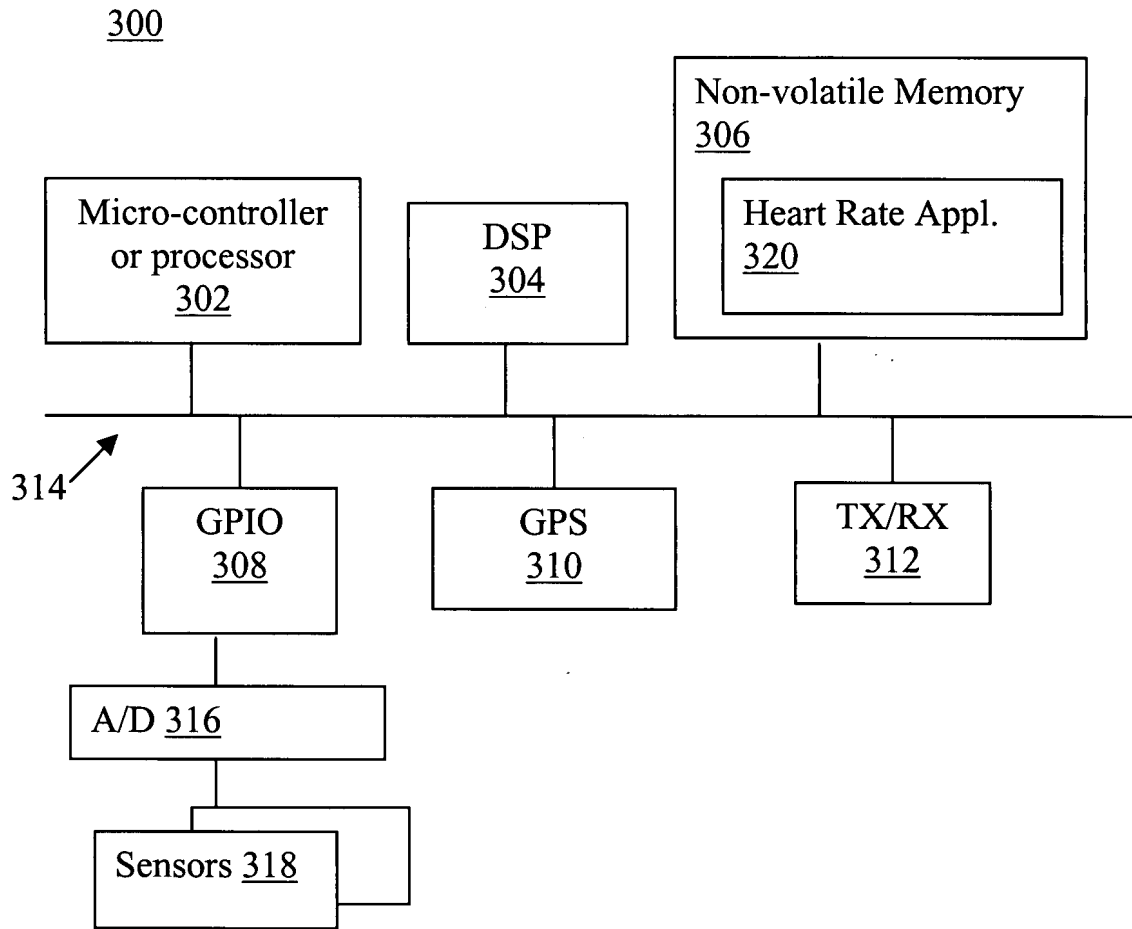 300
Non-volatile Memory
306
Heart Rate Appl.
320
Micro-controller
or processor
302
DSP
304
314
GPIO
308
GPS
310
TX/RX
312
A/D 316
Sensors 318